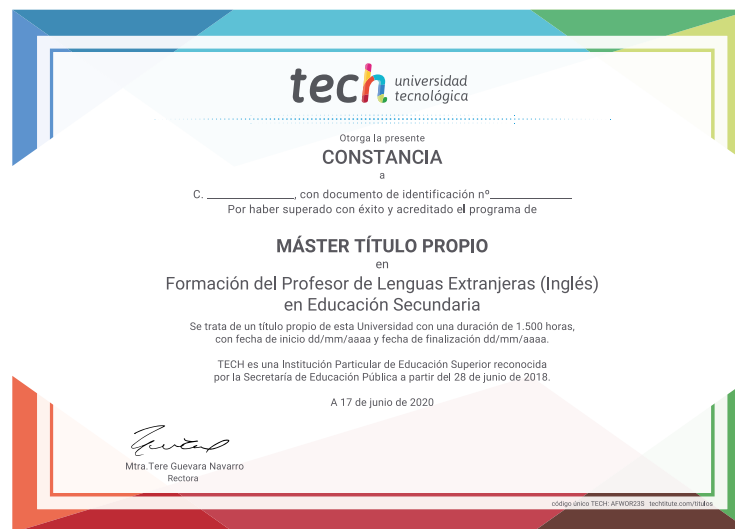 tech universidad
tecnológica
Otorga la presente
CONSTANCIA
a
C. ________________, con documento de identificación nº______________
Por haber superado con éxito y acreditado el programa de
MÁSTER TÍTULO PROPIO
en
Formación del Profesor de Lenguas Extranjeras (Inglés)
en Educación Secundaria
Se trata de un título propio de esta Universidad con una duración de 1.500 horas,
con fecha de inicio dd/mm/aaaa y fecha de finalización dd/mm/aaaa.
TECH es una Institución Particular de Educación Superior reconocida
por la Secretaría de Educación Pública a partir del 28 de junio de 2018.
A 17 de junio de 2020
Mtra.Tere Guevara Navarro
Rectora
código único TECH: AFWOR23S techtitute.com/títulos